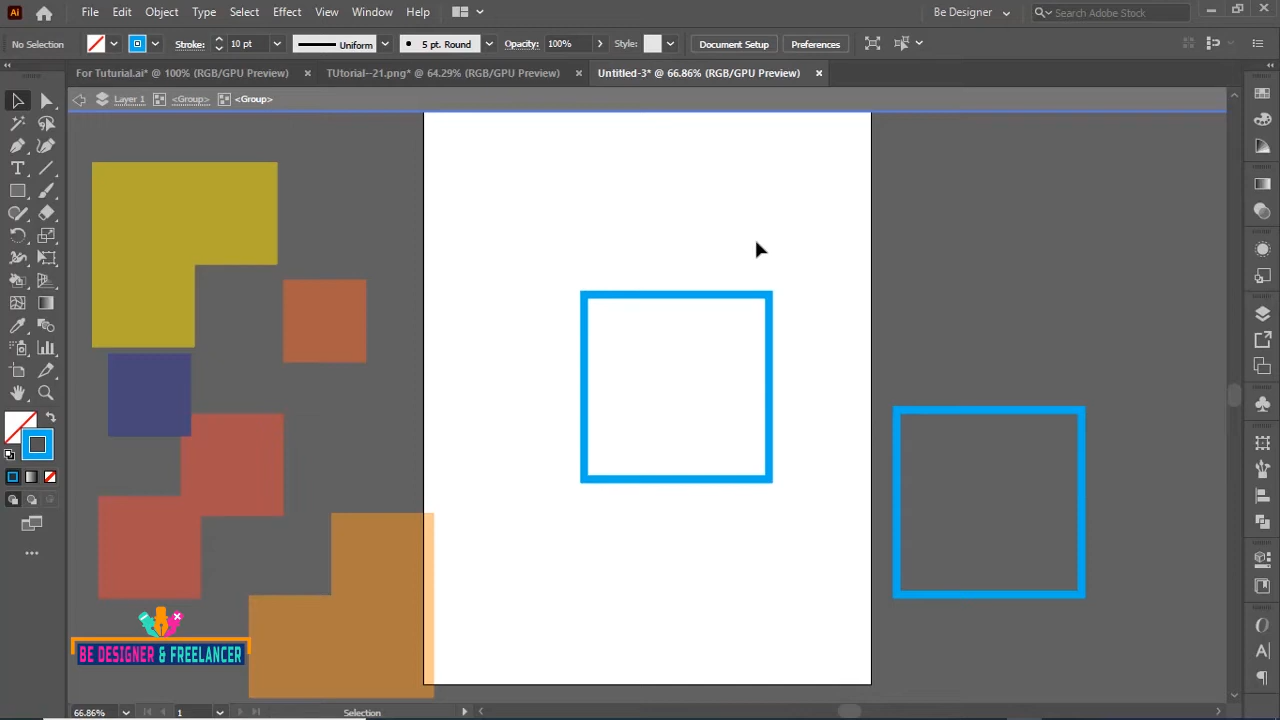 Ai File Edit Object Type Select Effect View Window Help Be Designer Search Adobe Stock
No Selection Stroke: 10 pt Uniform 5 pt. Round Opacity: 100% Style: Document Setup Preferences
For Tuturial.ai* @ 100% (RGB/GPU Preview) × TUtorial--21.png* @ 64.29% (RGB/GPU Preview) × Untitled-3* @ 66.86% (RGB/GPU Preview) ×
Layer 1 <Group> <Group>
BE DESIGNER & FREELANCER
66.86% 1 Selection